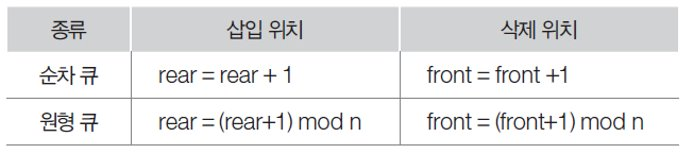 종류 삽입 위치 삭제 위치
순차 큐 rear = rear + 1 front = front +1
원형 큐 rear = (rear+1) mod n front = (front+1) mod n